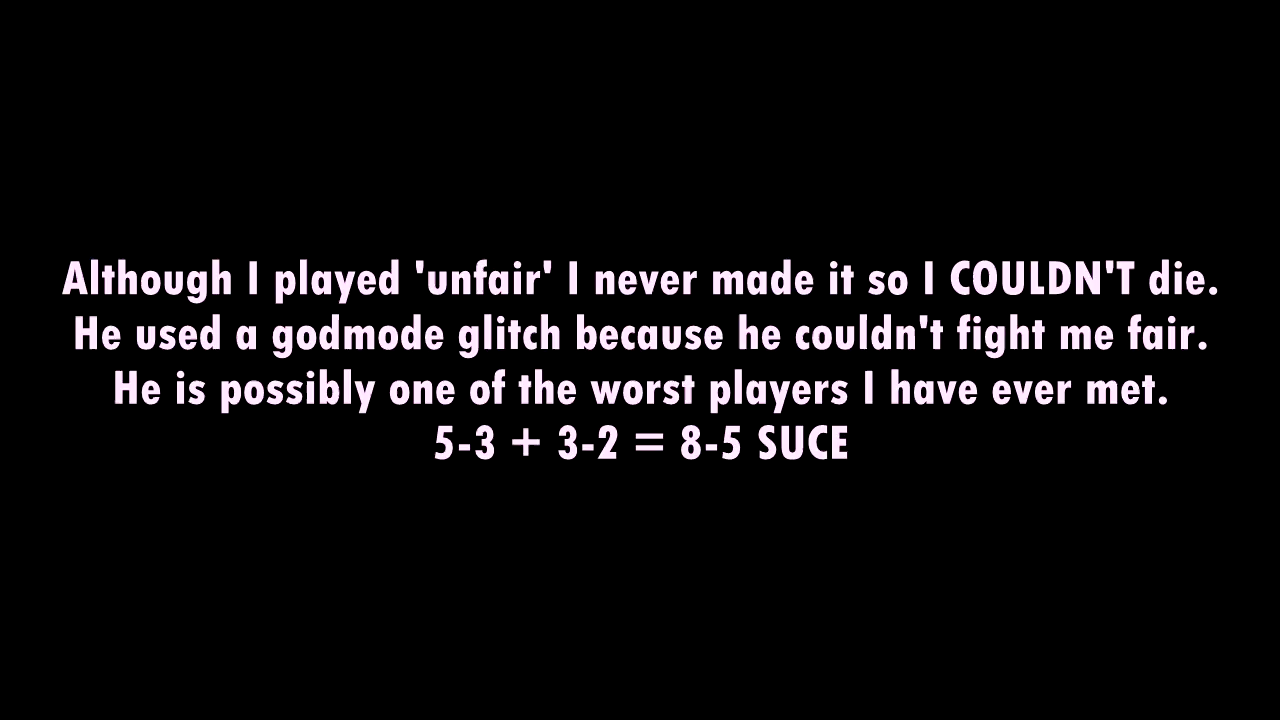 Although I played 'unfair' I never made it so I COULDN'T die.
He used a godmode glitch because he couldn't fight me fair.
He is possibly one of the worst players I have ever met.
5-3 + 3-2 = 8-5 SUCE